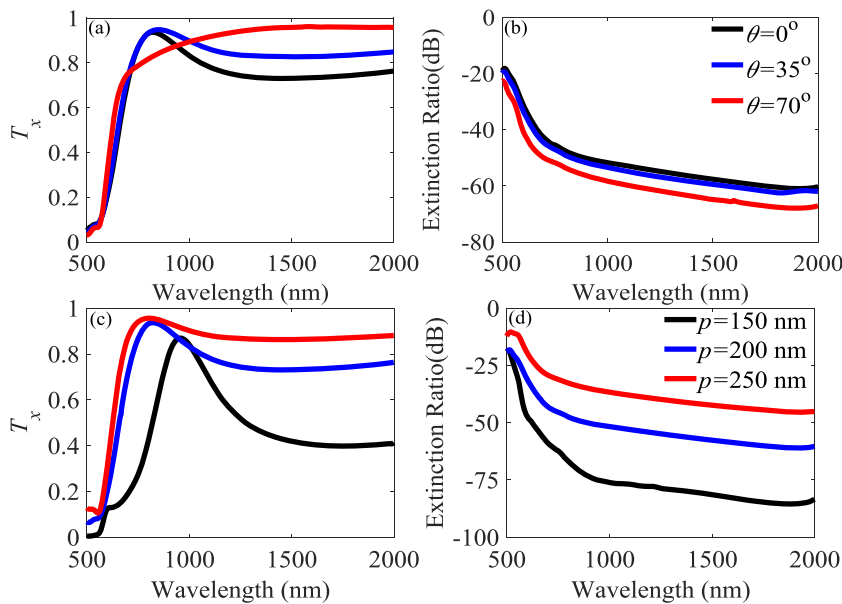 (a)
1
0.8
0.6
0.4
0.2
0
T_x
500
1000
1500
2000
Wavelength (nm)
(b)
θ=0°
θ=35°
θ=70°
0
-20
-40
-60
-80
Extinction Ratio(dB)
500
1000
1500
2000
Wavelength (nm)
(c)
1
0.8
0.6
0.4
0.2
0
T_x
500
1000
1500
2000
Wavelength (nm)
(d)
p=150 nm
p=200 nm
p=250 nm
0
-25
-50
-75
-100
Extinction Ratio(dB)
500
1000
1500
2000
Wavelength (nm)